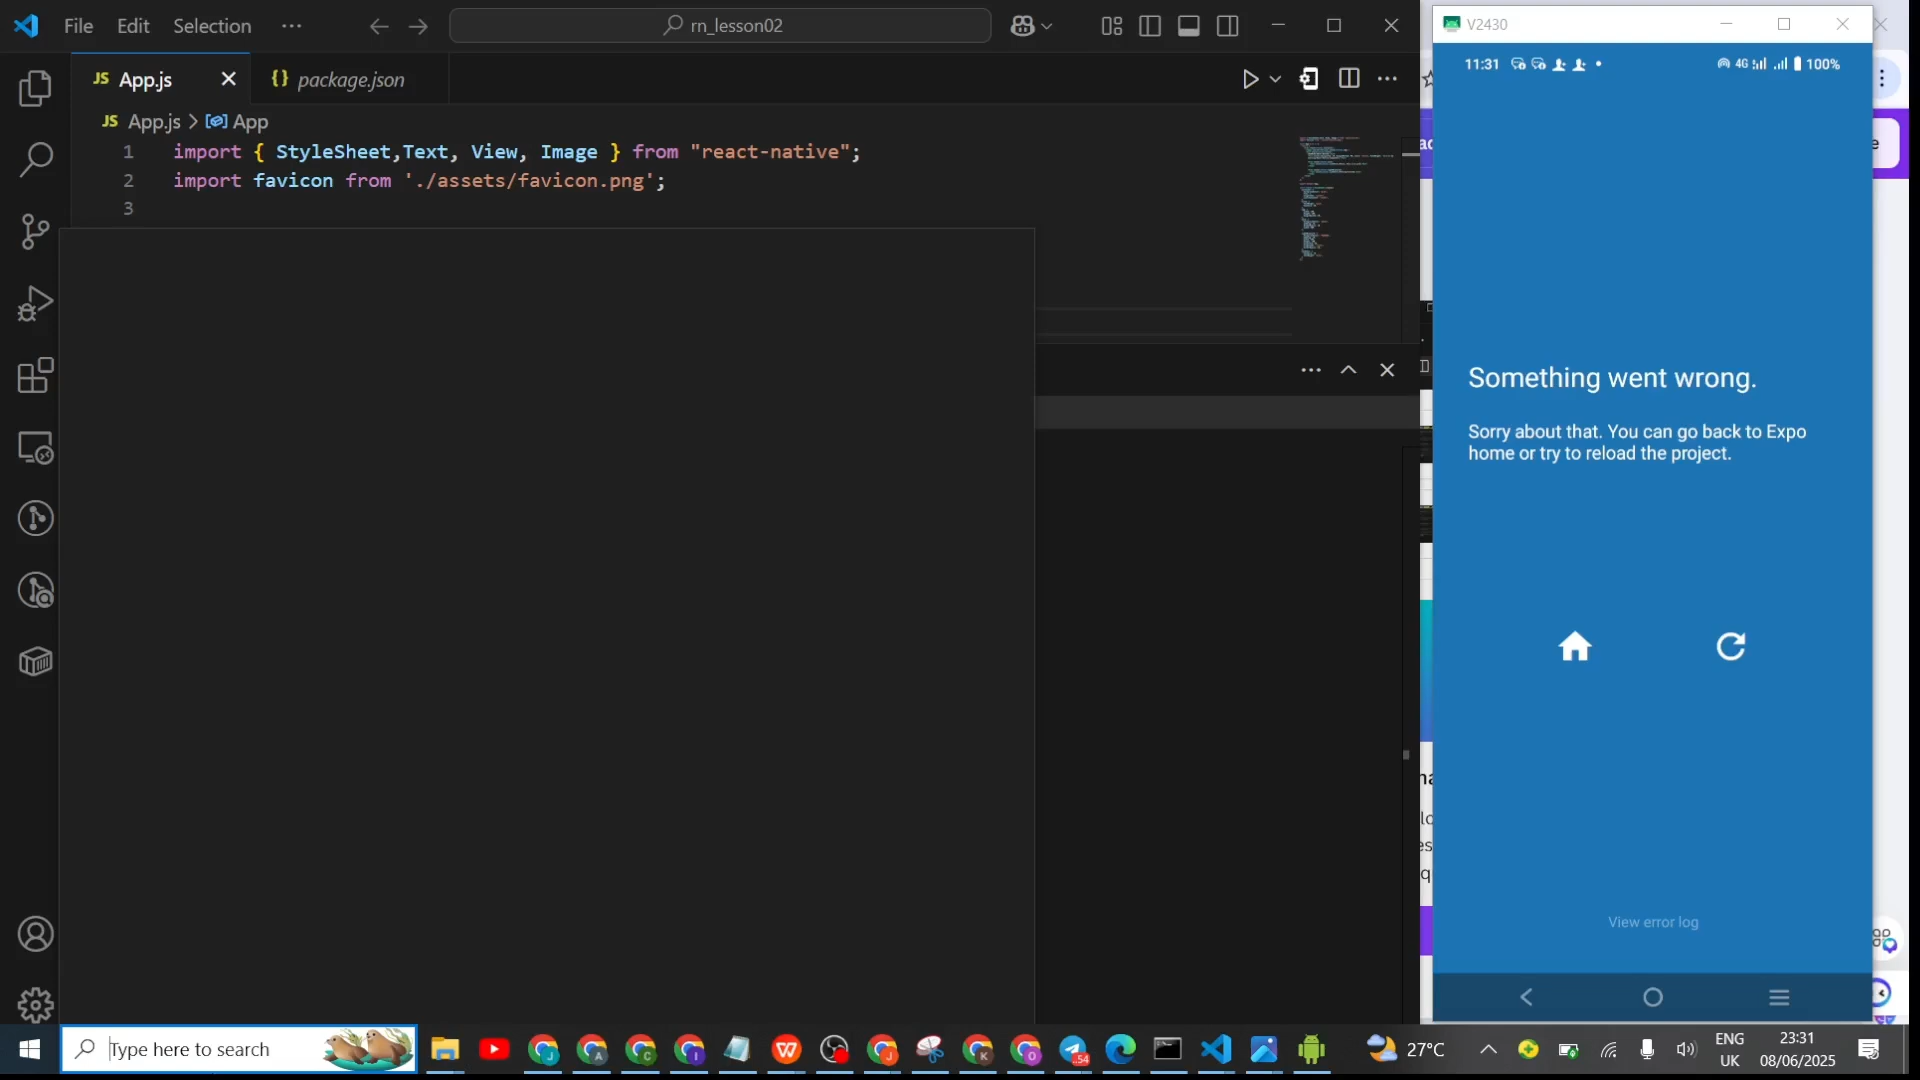 File Edit Selection ···
rn_lesson02
V2430
JS App.js
{} package.json
JS App.js > App
1 import { StyleSheet,Text, View, Image } from "react-native";
2 import favicon from './assets/favicon.png';
3
11:31
4G 100%
Something went wrong.
Sorry about that. You can go back to Expo
home or try to reload the project.
View error log
Type here to search
54
27°C
ENG
UK
23:31
08/06/2025